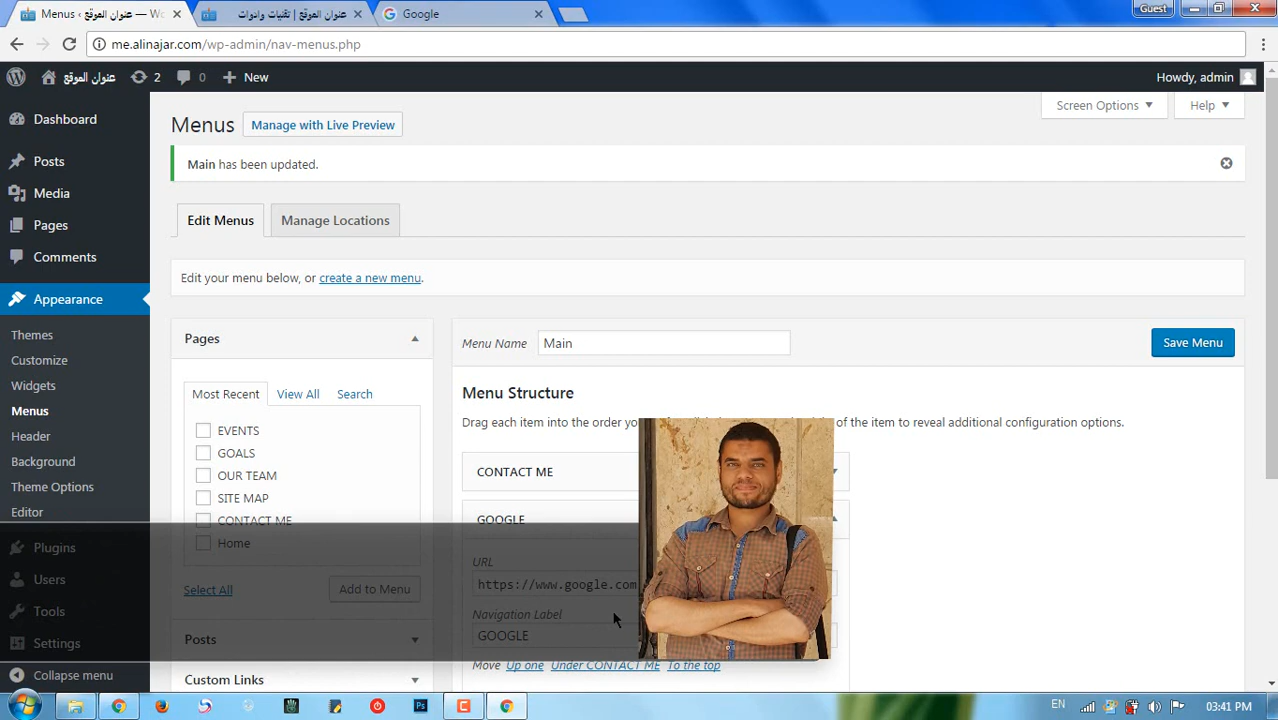 Menus ‹ عنوان الموقع — Wo
عنوان الموقع | تقنيات وادوات
Google
Guest
me.alinajar.com/wp-admin/nav-menus.php
عنوان الموقع
2
0
New
Howdy, admin
Dashboard
Posts
Media
Pages
Comments
Appearance
Themes
Customize
Widgets
Menus
Header
Background
Theme Options
Editor
Plugins
Users
Tools
Settings
Collapse menu
Screen Options
Help
Menus
Manage with Live Preview
Main has been updated.
Edit Menus
Manage Locations
Edit your menu below, or create a new menu.
Pages
Most Recent
View All
Search
EVENTS
GOALS
OUR TEAM
SITE MAP
CONTACT ME
Home
Select All
Add to Menu
Posts
Custom Links
Menu Name
Main
Save Menu
Menu Structure
Drag each item into the order of the item to reveal additional configuration options.
CONTACT ME
GOOGLE
URL
https://www.google.com
Navigation Label
GOOGLE
Move Up one Under CONTACT ME To the top
EN
03:41 PM